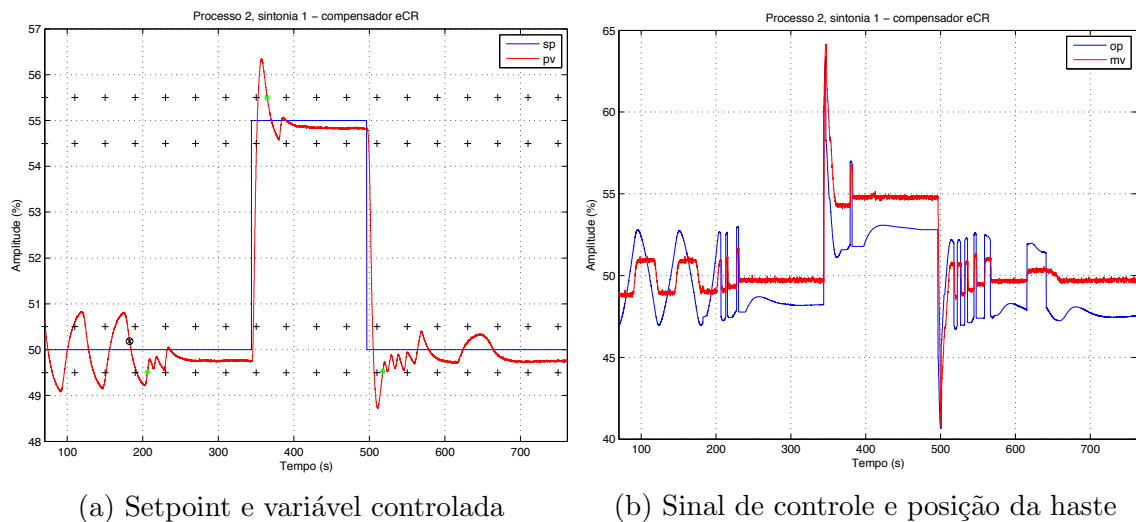 Processo 2, sintonia 1 − compensador eCR
57
56
55
54
53
52
51
50
49
48
Amplitude (%)
sp
pv
100 200 300 400 500 600 700
Tempo (s)
(a) Setpoint e variável controlada
Processo 2, sintonia 1 − compensador eCR
65
60
55
50
45
40
Amplitude (%)
op
mv
100 200 300 400 500 600 700
Tempo (s)
(b) Sinal de controle e posição da haste